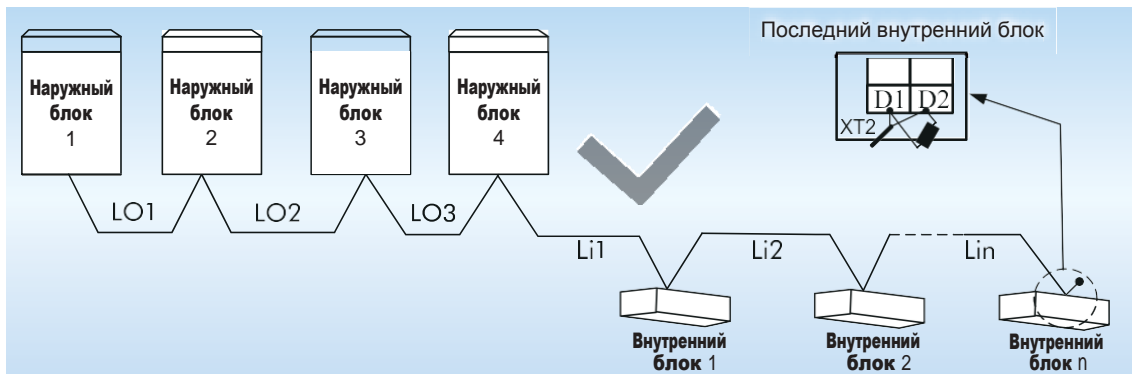 Последний внутренний блок
D1 D2
XT2
Наружный
блок
1
Наружный
блок
2
Наружный
блок
3
Наружный
блок
4
LO1
LO2
LO3
Li1
Li2
Lin
Внутренний
блок 1
Внутренний
блок 2
Внутренний
блок n